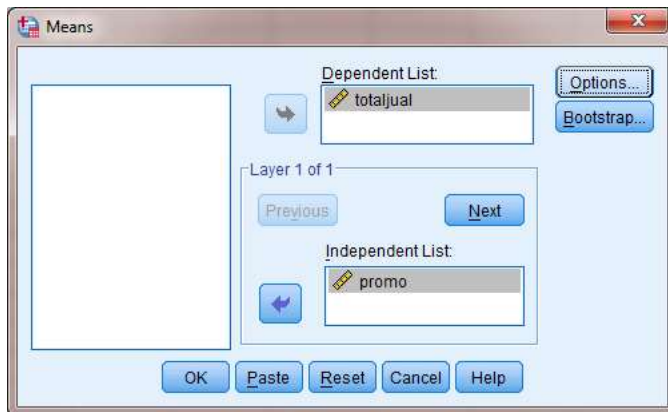 Means
Dependent List:
totaljual
Options...
Bootstrap...
Layer 1 of 1
Previous
Next
Independent List:
promo
OK
Paste
Reset
Cancel
Help